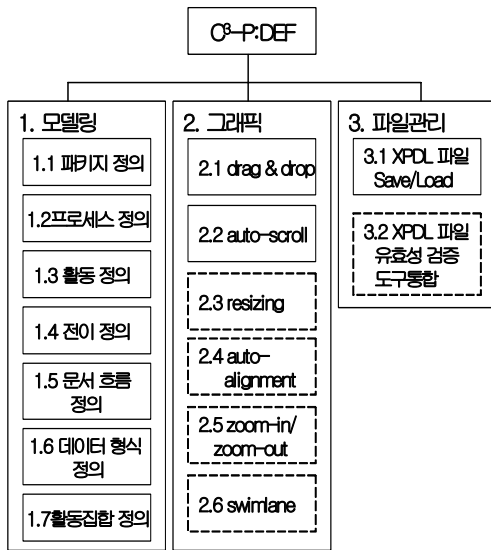 C³-P:DEF
1. 모델링
1.1 패키지 정의
1.2프로세스 정의
1.3 활동 정의
1.4 전이 정의
1.5 문서 흐름
정의
1.6 데이터 형식
정의
1.7활동집합 정의
2. 그래픽
2.1 drag & drop
2.2 auto-scroll
2.3 resizing
2.4 auto-
alignment
2.5 zoom-in/
zoom-out
2.6 swimlane
3. 파일관리
3.1 XPDL 파일
Save/Load
3.2 XPDL 파일
유효성 검증
도구통합